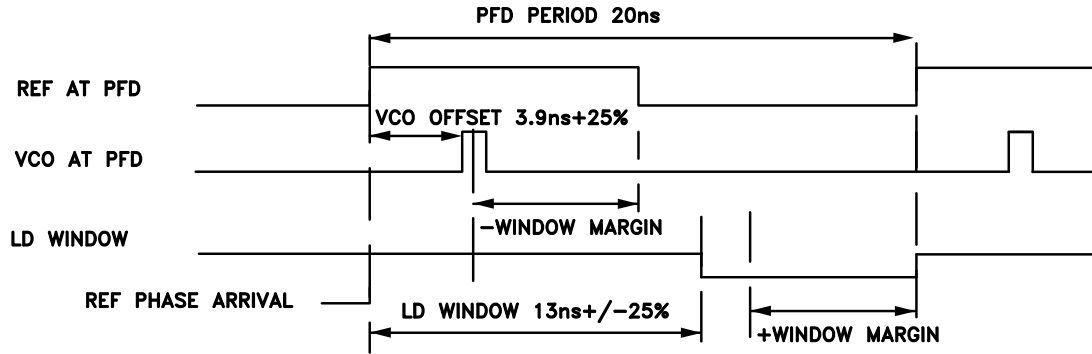 PFD PERIOD 20ns
REF AT PFD
VCO OFFSET 3.9ns+25%
VCO AT PFD
-WINDOW MARGIN
LD WINDOW
REF PHASE ARRIVAL
LD WINDOW 13ns+/-25%
+WINDOW MARGIN